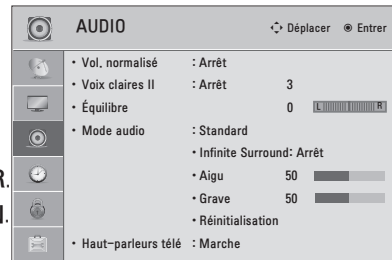 AUDIO Déplacer Entrer
• Vol. normalisé : Arrêt
• Voix claires II : Arrêt 3
• Équilibre 0 L R
• Mode audio : Standard
• Infinite Surround: Arrêt
• Aigu 50
R.
• Grave 50
• Réinitialisation
• Haut-parleurs télé : Marche